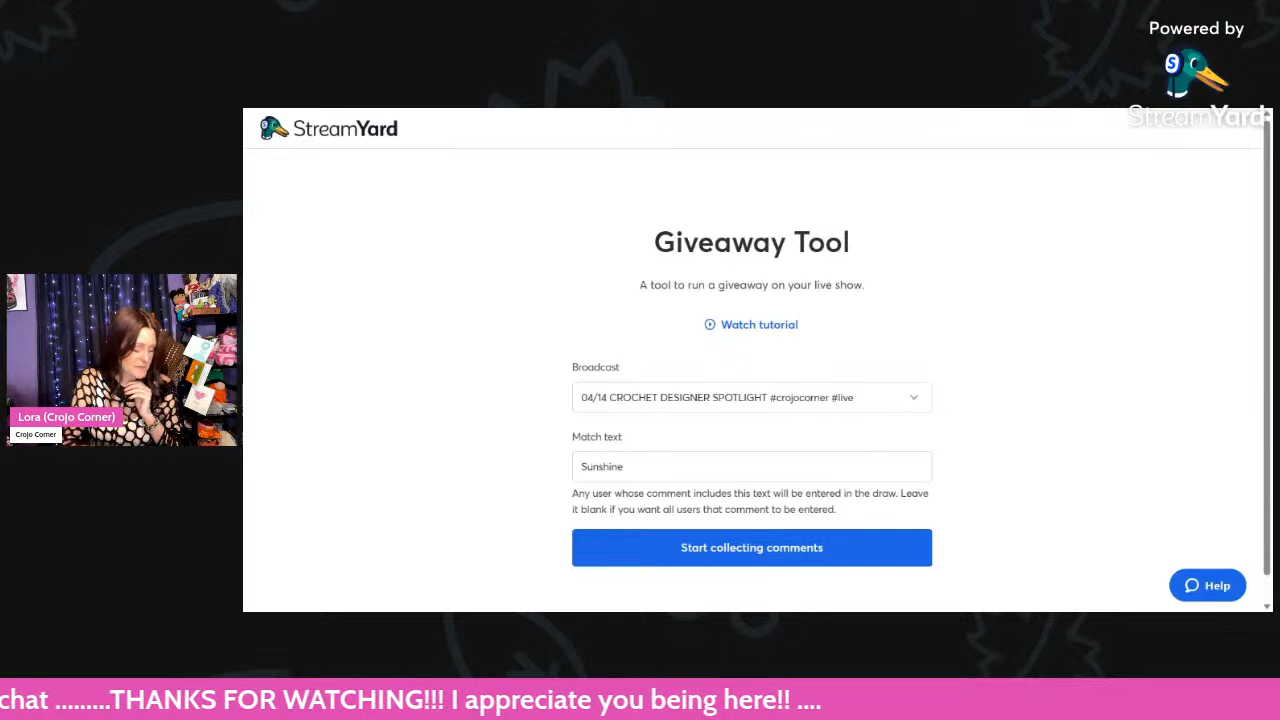 Powered by
StreamYard
StreamYard
Giveaway Tool
A tool to run a giveaway on your live show.
Watch tutorial
Broadcast
04/14 CROCHET DESIGNER SPOTLIGHT #crojocorner #live
Match text
Sunshine
Any user whose comment includes this text will be entered in the draw. Leave
it blank if you want all users that comment to be entered.
Start collecting comments
Help
Lora (Crojo Corner)
Crojo Corner
chat .........THANKS FOR WATCHING!!! I appreciate you being here!! ....